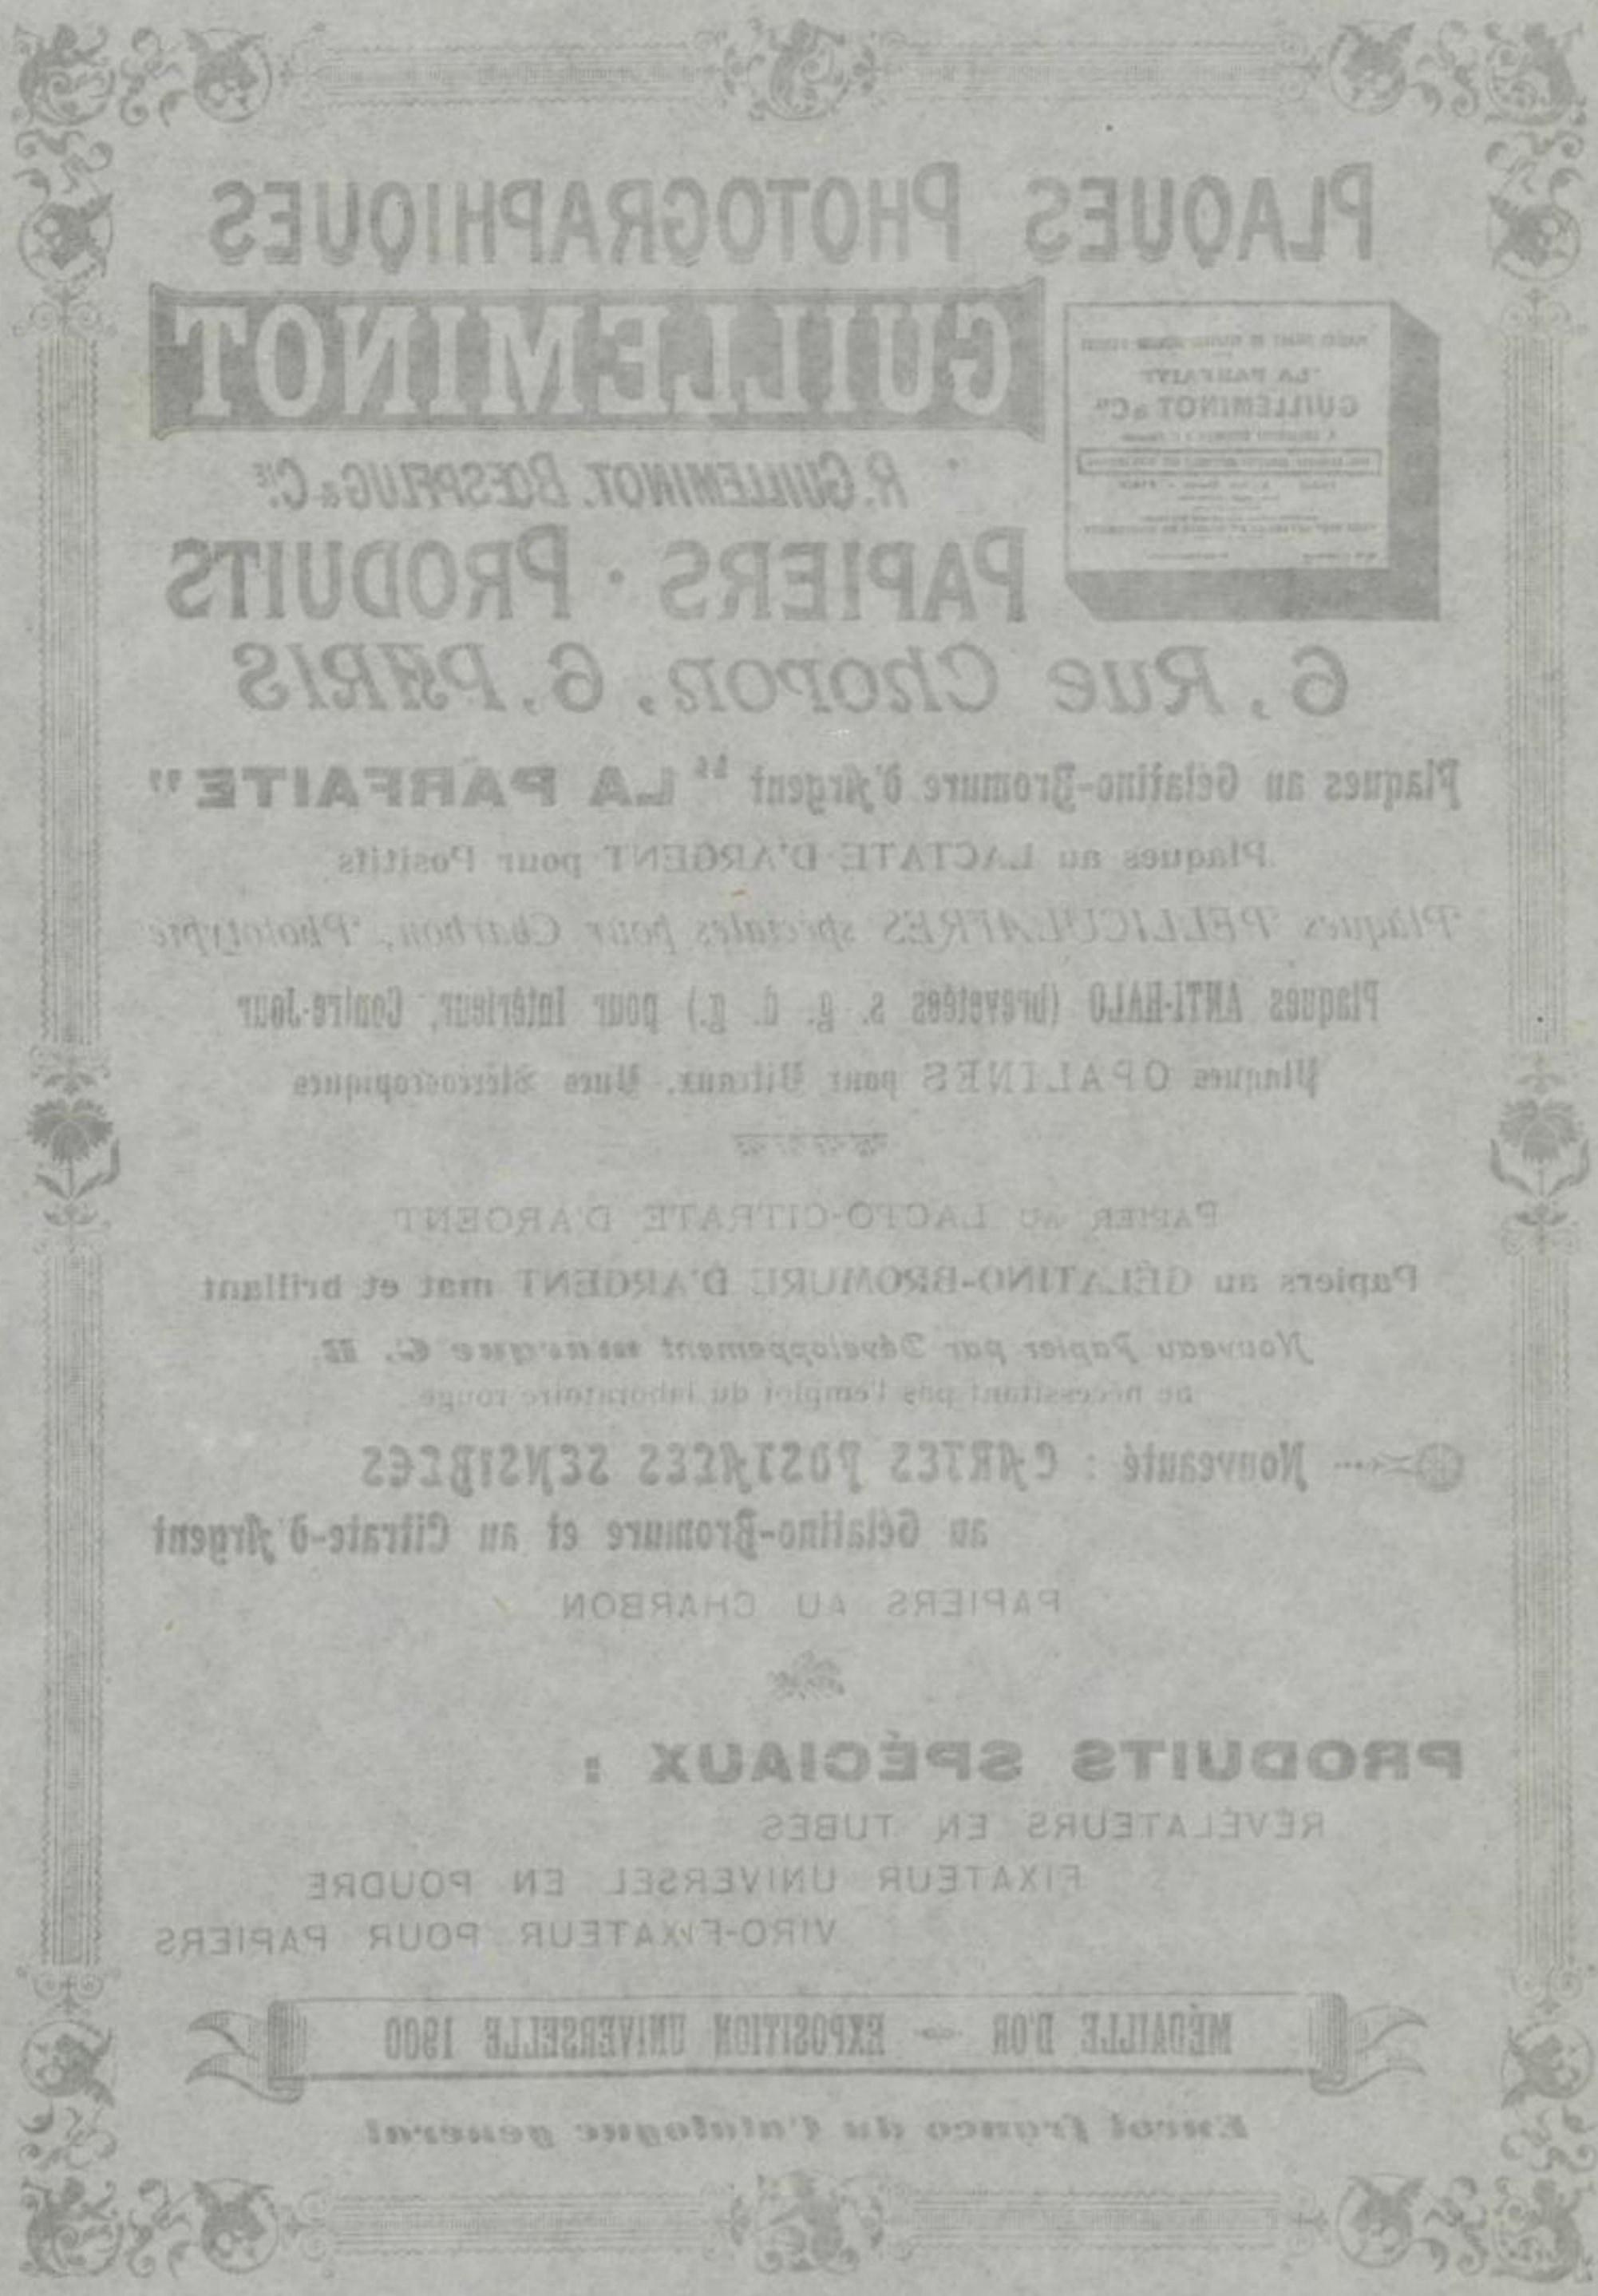 PLAQUES PHOTOGRAPHIQUES
GUILLEMINOT
"LA PARFAITE"
GUILLEMINOT & Cie
R. GUILLEMINOT, BŒSPFLUG & Cie
PAPIERS · PRODUITS
6, Rue Choron, 6, PARIS
Plaques au Gélatino-Bromure d'Argent "LA PARFAITE"
Plaques au LACTATE D'ARGENT pour Positifs
Plaques PELLICULAIRES spéciales pour Charbon, Phototypie
Plaques ANTI-HALO (brevetées s. g. d. g.) pour Intérieur, Contre-Jour
Plaques OPALINES pour Vitraux, Vues Stéréoscopiques
PAPIER AU LACTO-CITRATE D'ARGENT
Papiers au GÉLATINO-BROMURE D'ARGENT mat et brillant
Nouveau Papier par Développement marque
ne nécessitant pas l'emploi du laboratoire rouge
Nouveauté : CARTES POSTALES SENSIBLES
au Gélatino-Bromure et au Citrate-d'Argent
PAPIERS AU CHARBON
PRODUITS SPÉCIAUX :
RÉVÉLATEURS EN TUBES
FIXATEUR UNIVERSEL EN POUDRE
VIRO-FIXATEUR POUR PAPIERS
MÉDAILLE D'OR — EXPOSITION UNIVERSELLE 1900
Envoi franco du Catalogue général